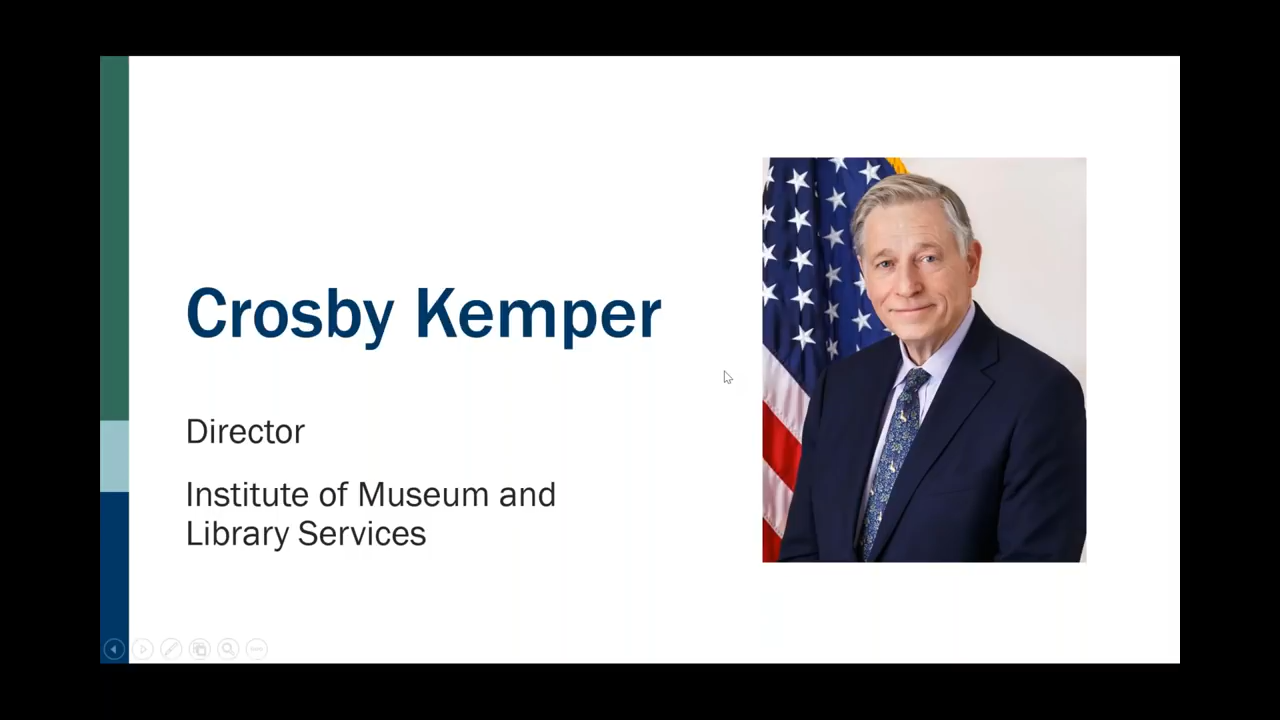 Crosby Kemper
Director
Institute of Museum and
Library Services